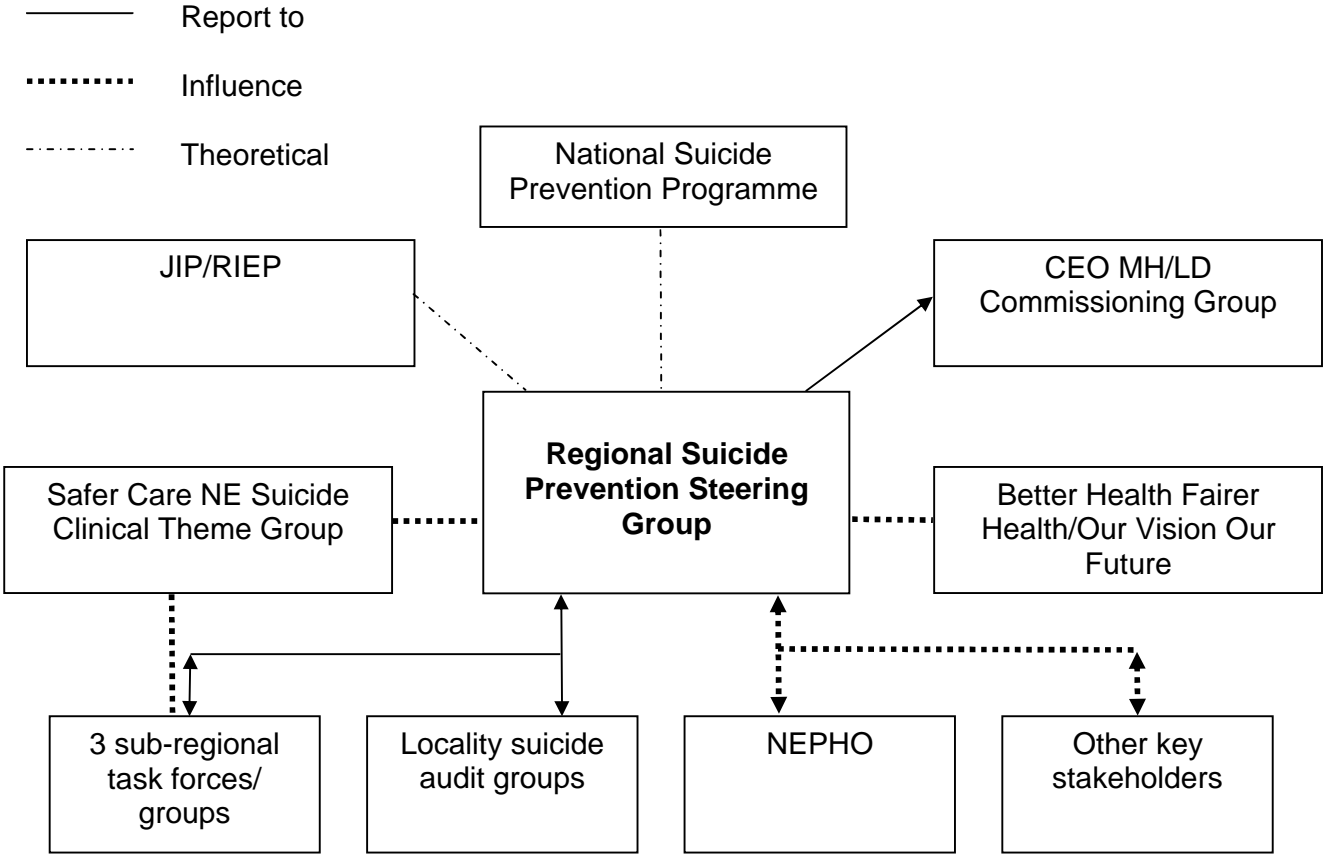 Report to
Influence
Theoretical
National Suicide
Prevention Programme
JIP/RIEP
CEO MH/LD
Commissioning Group
Regional Suicide
Prevention Steering
Group
Safer Care NE Suicide
Clinical Theme Group
Better Health Fairer
Health/Our Vision Our
Future
3 sub-regional
task forces/
groups
Locality suicide
audit groups
NEPHO
Other key
stakeholders